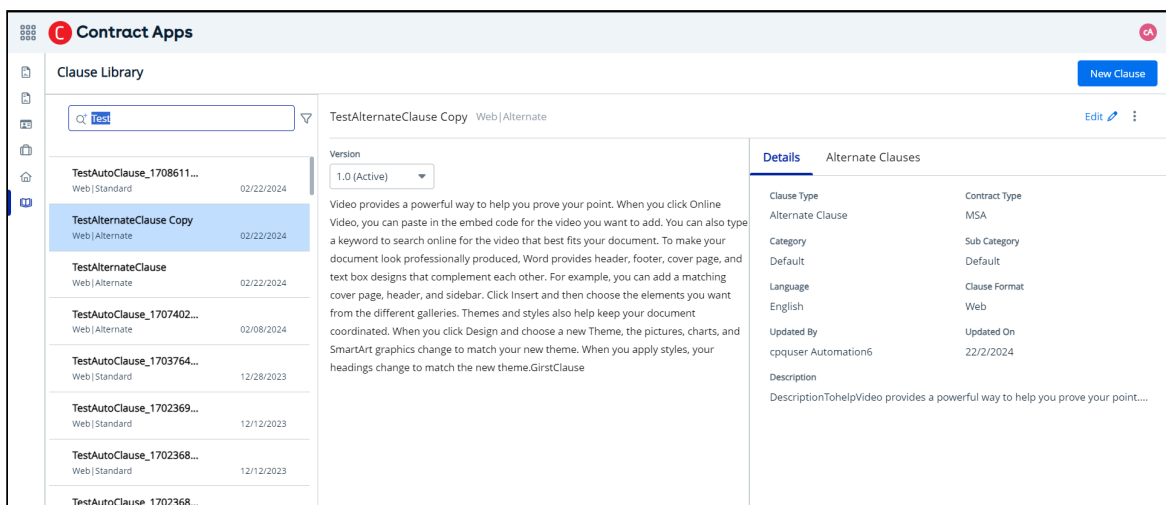 Contract Apps
cA
Clause Library
New Clause
Test
TestAutoClause_1708611...
Web|Standard 02/22/2024
TestAlternateClause Copy
Web|Alternate 02/22/2024
TestAlternateClause
Web|Alternate 02/22/2024
TestAutoClause_1707402...
Web|Alternate 02/08/2024
TestAutoClause_1703764...
Web|Standard 12/28/2023
TestAutoClause_1702369...
Web|Standard 12/12/2023
TestAutoClause_1702368...
Web|Standard 12/12/2023
TestAutoClause_1702368...
TestAlternateClause Copy Web|Alternate
Edit
Version
1.0 (Active)
Video provides a powerful way to help you prove your point. When you click Online
Video, you can paste in the embed code for the video you want to add. You can also type
a keyword to search online for the video that best fits your document. To make your
document look professionally produced, Word provides header, footer, cover page, and
text box designs that complement each other. For example, you can add a matching
cover page, header, and sidebar. Click Insert and then choose the elements you want
from the different galleries. Themes and styles also help keep your document
coordinated. When you click Design and choose a new Theme, the pictures, charts, and
SmartArt graphics change to match your new theme. When you apply styles, your
headings change to match the new theme.GirstClause
Details Alternate Clauses
Clause Type Contract Type
Alternate Clause MSA
Category Sub Category
Default Default
Language Clause Format
English Web
Updated By Updated On
cpquser Automation6 22/2/2024
Description
DescriptionTohelpVideo provides a powerful way to help you prove your point....